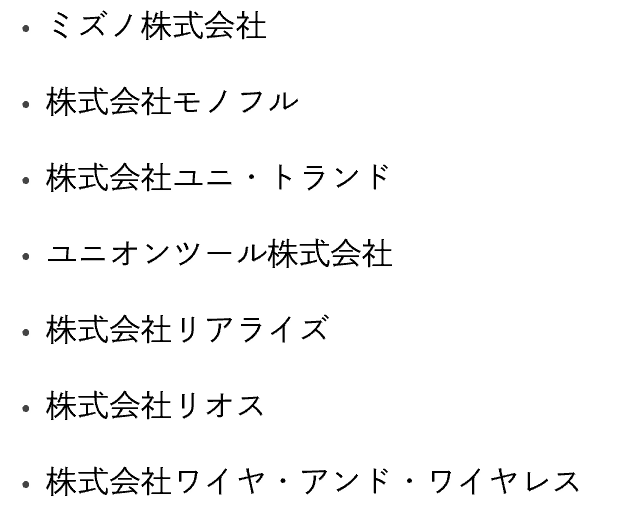 • ミズノ株式会社
• 株式会社モノフル
• 株式会社ユニ・トランド
• ユニオンツール株式会社
• 株式会社リアライズ
• 株式会社リオス
• 株式会社ワイヤ・アンド・ワイヤレス